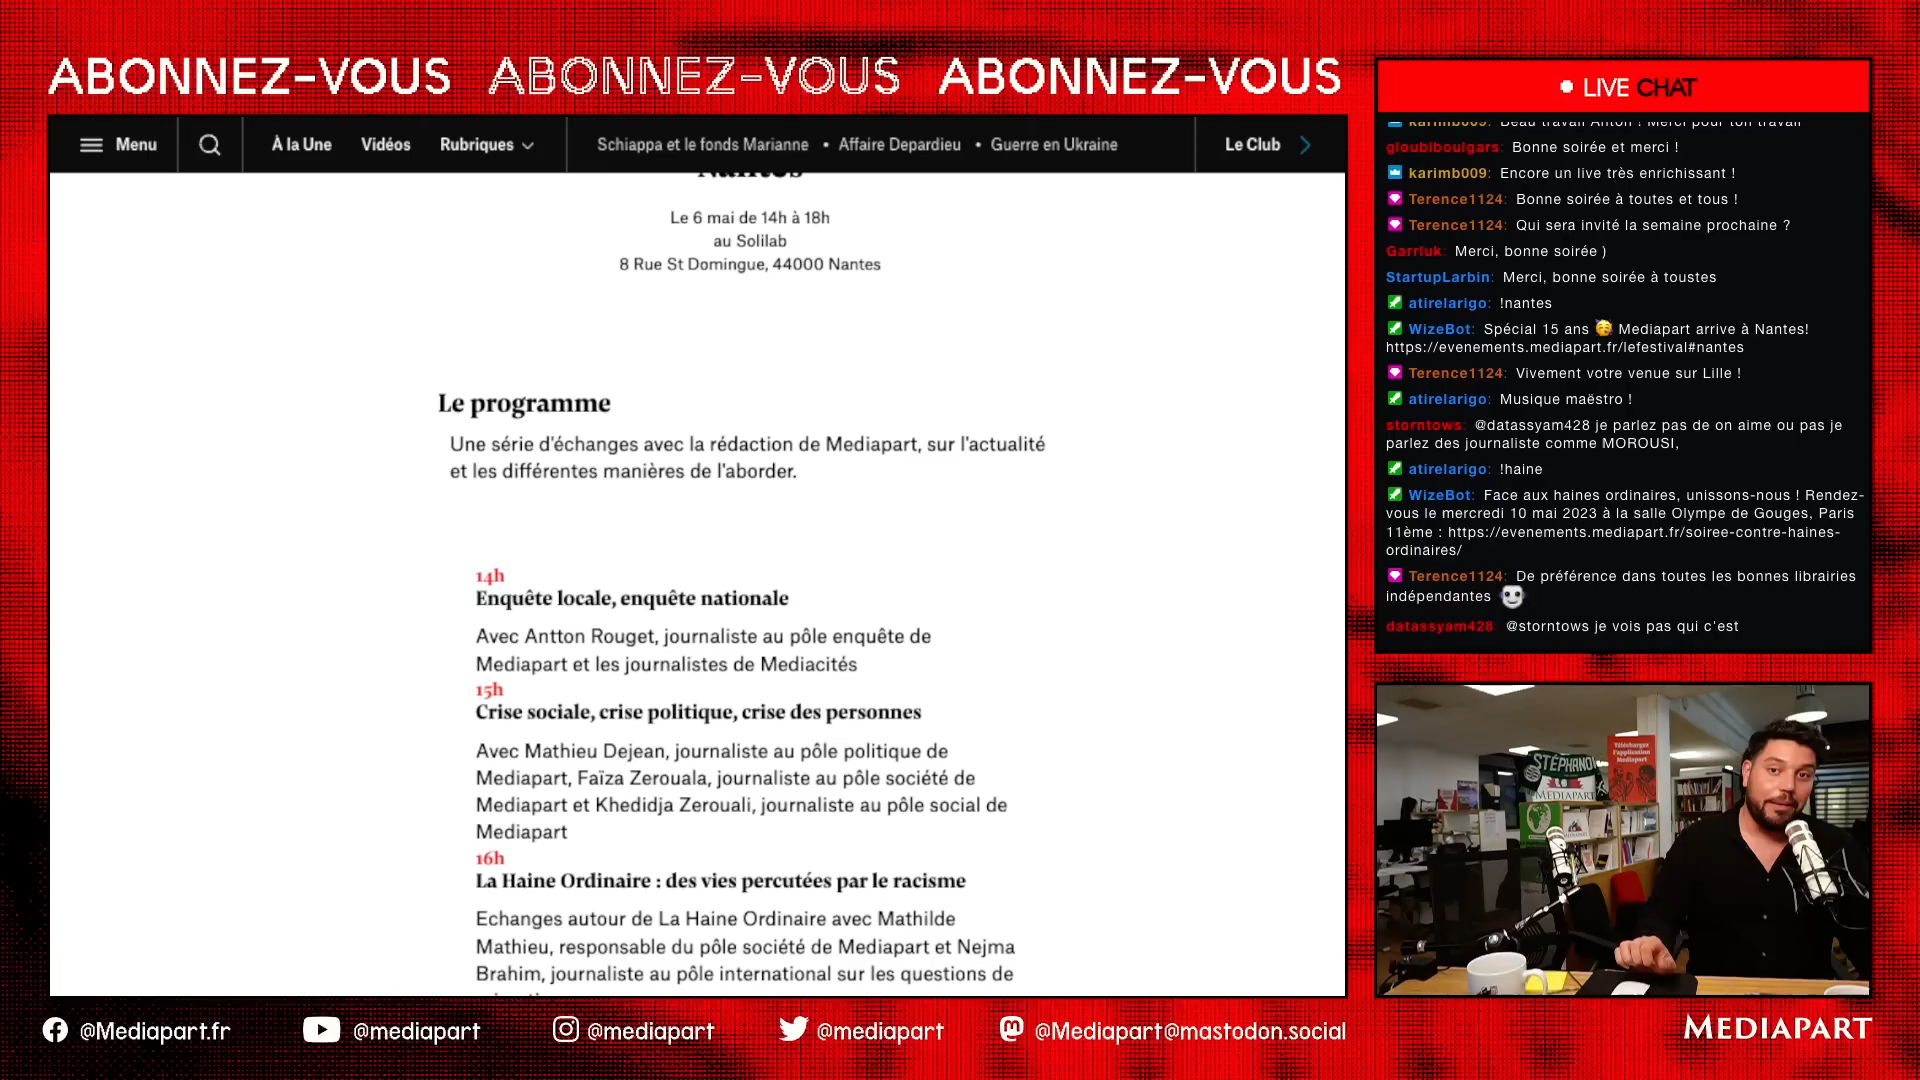 ABONNEZ-VOUS ABONNEZ-VOUS ABONNEZ-VOUS
Menu
À la Une
Vidéos
Rubriques
Schiappa et le fonds Marianne • Affaire Depardieu • Guerre en Ukraine
Le Club
Nantes
Le 6 mai de 14h à 18h
au Solilab
8 Rue St Domingue, 44000 Nantes
Le programme
Une série d'échanges avec la rédaction de Mediapart, sur l'actualité
et les différentes manières de l'aborder.
14h
Enquête locale, enquête nationale
Avec Antton Rouget, journaliste au pôle enquête de
Mediapart et les journalistes de Mediacités
15h
Crise sociale, crise politique, crise des personnes
Avec Mathieu Dejean, journaliste au pôle politique de
Mediapart, Faïza Zerouala, journaliste au pôle société de
Mediapart et Khedidja Zerouali, journaliste au pôle social de
Mediapart
16h
La Haine Ordinaire : des vies percutées par le racisme
Echanges autour de La Haine Ordinaire avec Mathilde
Mathieu, responsable du pôle société de Mediapart et Nejma
Brahim, journaliste au pôle international sur les questions de
LIVE CHAT
karimb009: Beau travail Anton ! Merci pour ton travail
gloubiboulgars: Bonne soirée et merci !
karimb009: Encore un live très enrichissant !
Terence1124: Bonne soirée à toutes et tous !
Terence1124: Qui sera invité la semaine prochaine ?
Garrluk: Merci, bonne soirée )
StartupLarbin: Merci, bonne soirée à toustes
atirelarigo: !nantes
WizeBot: Spécial 15 ans 🥳 Mediapart arrive à Nantes!
https://evenements.mediapart.fr/lefestival#nantes
Terence1124: Vivement votre venue sur Lille !
atirelarigo: Musique maëstro !
storntows: @datassyam428 je parlez pas de on aime ou pas je
parlez des journaliste comme MOROUSI,
atirelarigo: !haine
WizeBot: Face aux haines ordinaires, unissons-nous ! Rendez-
vous le mercredi 10 mai 2023 à la salle Olympe de Gouges, Paris
11ème : https://evenements.mediapart.fr/soiree-contre-haines-
ordinaires/
Terence1124: De préférence dans toutes les bonnes librairies
indépendantes
datassyam428: @storntows je vois pas qui c'est
Téléchargez
l'application
Mediapart
STÉPHANOI
MEDIAPART
@Mediapart.fr
@mediapart
@mediapart
@mediapart
@Mediapart@mastodon.social
MEDIAPART